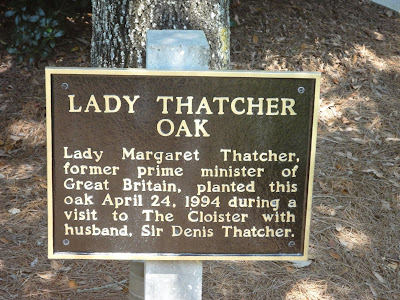 LADY THATCHER
OAK
Lady Margaret Thatcher,
former prime minister of
Great Britain, planted this
oak April 24, 1994 during a
visit to The Cloister with
husband, Sir Denis Thatcher.